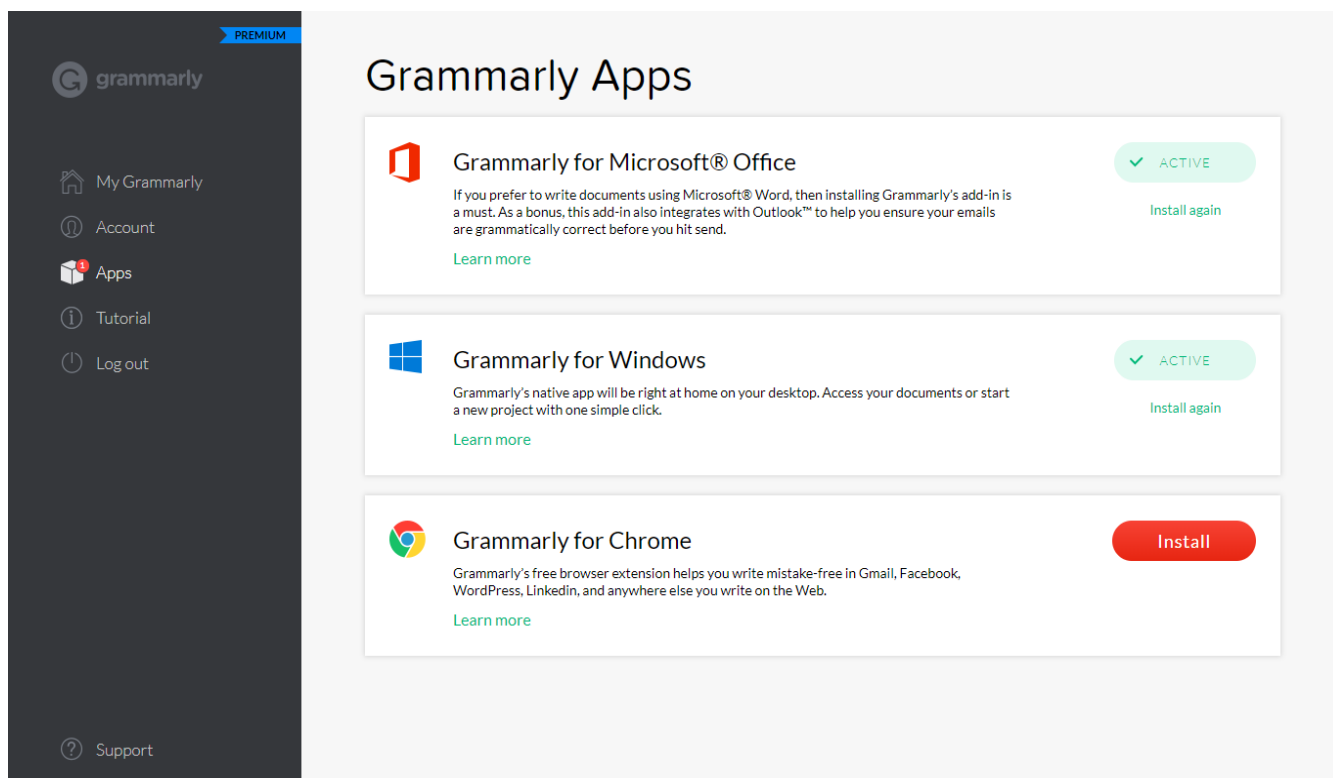 PREMIUM
grammarly
My Grammarly
Account
1
Apps
Tutorial
Log out
Support
Grammarly Apps
Grammarly for Microsoft® Office
If you prefer to write documents using Microsoft® Word, then installing Grammarly's add-in is
a must. As a bonus, this add-in also integrates with Outlook™ to help you ensure your emails
are grammatically correct before you hit send.
Learn more
ACTIVE
Install again
Grammarly for Windows
Grammarly's native app will be right at home on your desktop. Access your documents or start
a new project with one simple click.
Learn more
ACTIVE
Install again
Grammarly for Chrome
Grammarly's free browser extension helps you write mistake-free in Gmail, Facebook,
WordPress, Linkedin, and anywhere else you write on the Web.
Learn more
Install